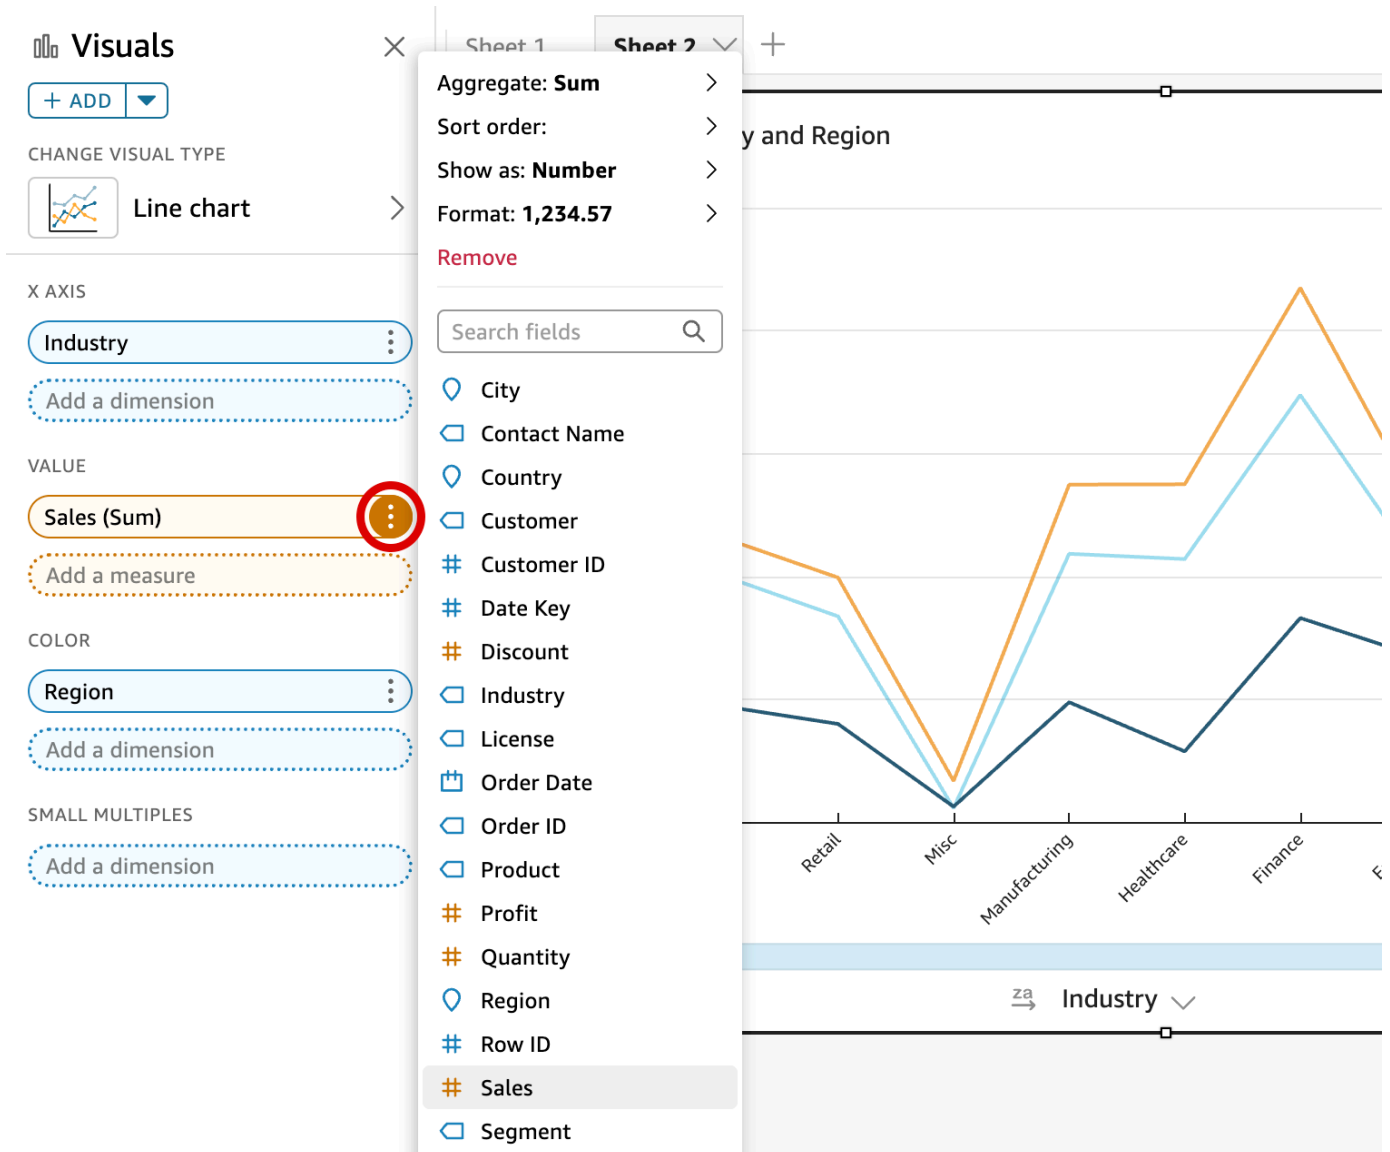 Visuals
ADD
CHANGE VISUAL TYPE
Line chart
X AXIS
Industry
Add a dimension
VALUE
Sales (Sum)
Add a measure
COLOR
Region
Add a dimension
SMALL MULTIPLES
Add a dimension
Sheet 1
Sheet 2
Aggregate: Sum
Sort order:
Show as: Number
Format: 1,234.57
Remove
Search fields
City
Contact Name
Country
Customer
Customer ID
Date Key
Discount
Industry
License
Order Date
Order ID
Product
Profit
Quantity
Region
Row ID
Sales
Segment
y and Region
Retail
Misc
Manufacturing
Healthcare
Finance
za
Industry